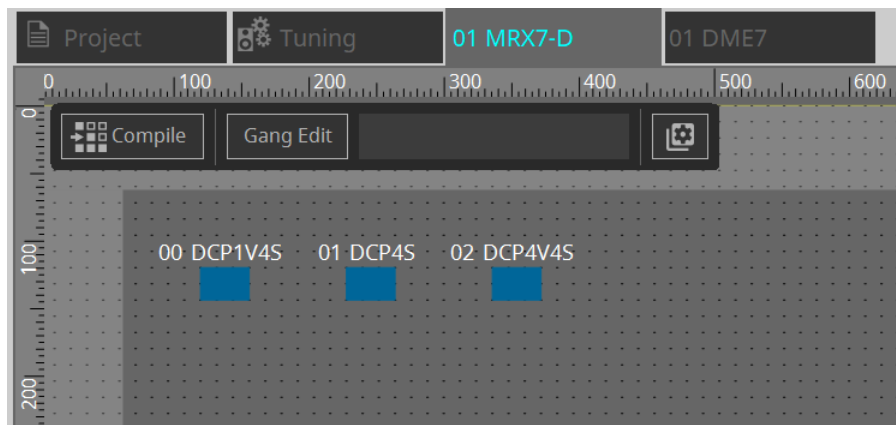 Project Tuning 01 MRX7-D 01 DME7
0 100 200 300 400 500 600
0
Compile Gang Edit
00 DCP1V4S 01 DCP4S 02 DCP4V4S
100
200